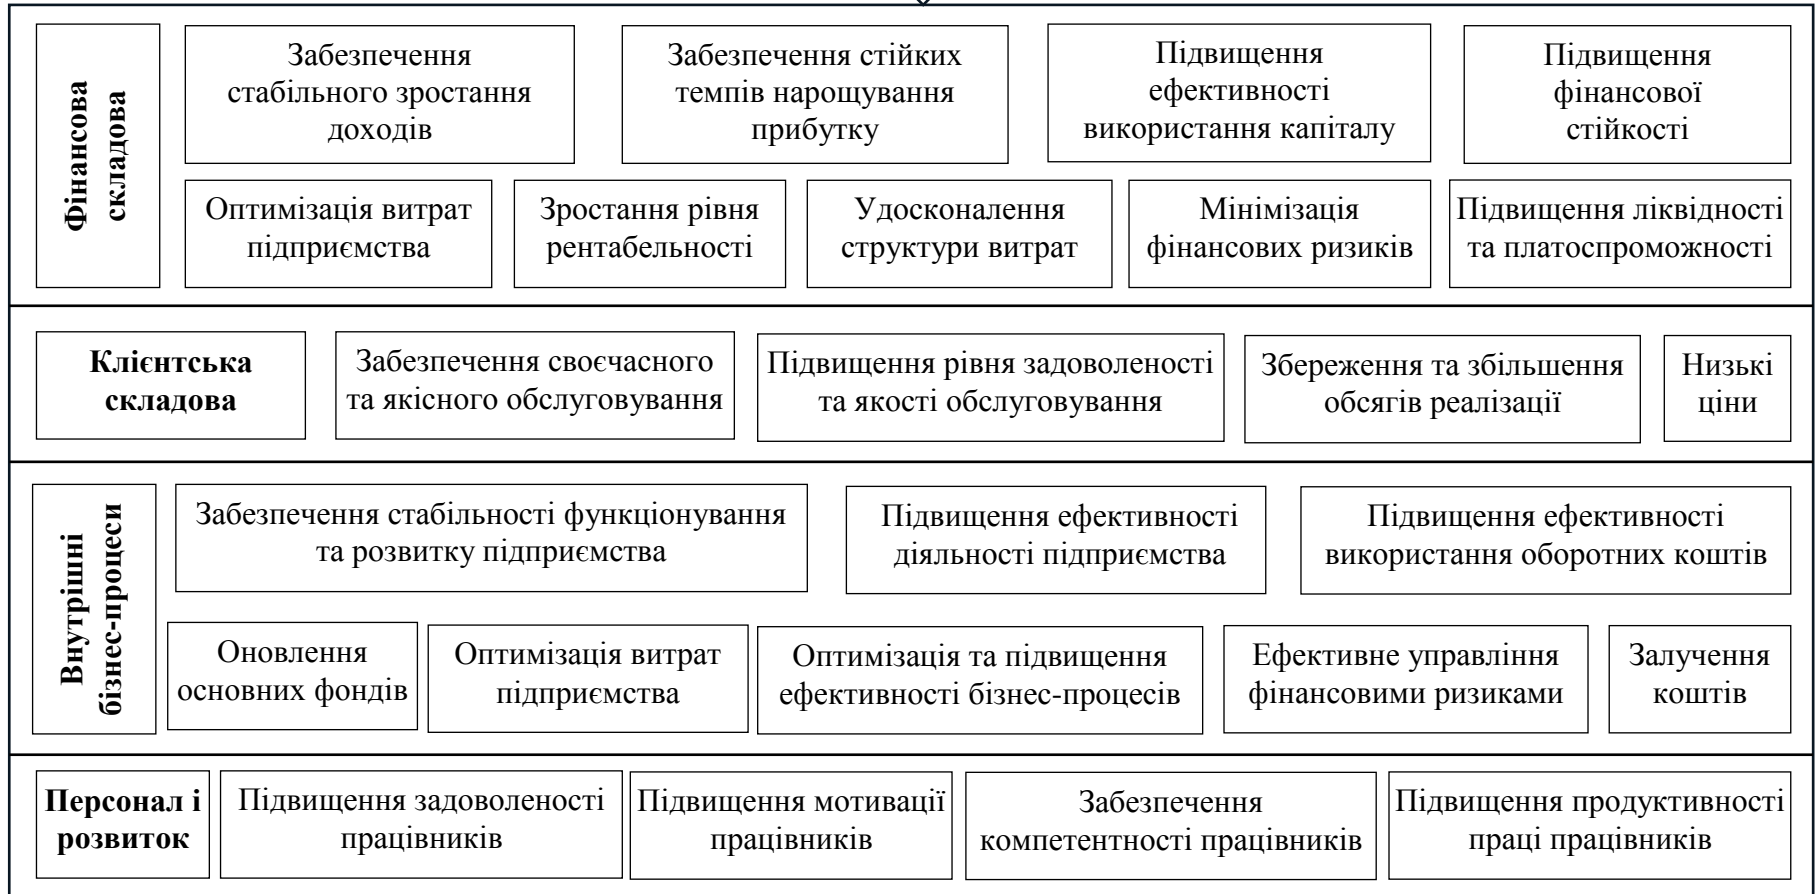 Фінансова
складова
Забезпечення
стабільного зростання
доходів
Забезпечення стійких
темпів нарощування
прибутку
Підвищення
ефективності
використання капіталу
Підвищення
фінансової
стійкості
Оптимізація витрат
підприємства
Зростання рівня
рентабельності
Удосконалення
структури витрат
Мінімізація
фінансових ризиків
Підвищення ліквідності
та платоспроможності
Клієнтська
складова
Забезпечення своєчасного
та якісного обслуговування
Підвищення рівня задоволеності
та якості обслуговування
Збереження та збільшення
обсягів реалізації
Низькі
ціни
Внутрішні
бізнес-процеси
Забезпечення стабільності функціонування
та розвитку підприємства
Підвищення ефективності
діяльності підприємства
Підвищення ефективності
використання оборотних коштів
Оновлення
основних фондів
Оптимізація витрат
підприємства
Оптимізація та підвищення
ефективності бізнес-процесів
Ефективне управління
фінансовими ризиками
Залучення
коштів
Персонал і
розвиток
Підвищення задоволеності
працівників
Підвищення мотивації
працівників
Забезпечення
компетентності працівників
Підвищення продуктивності
праці працівників